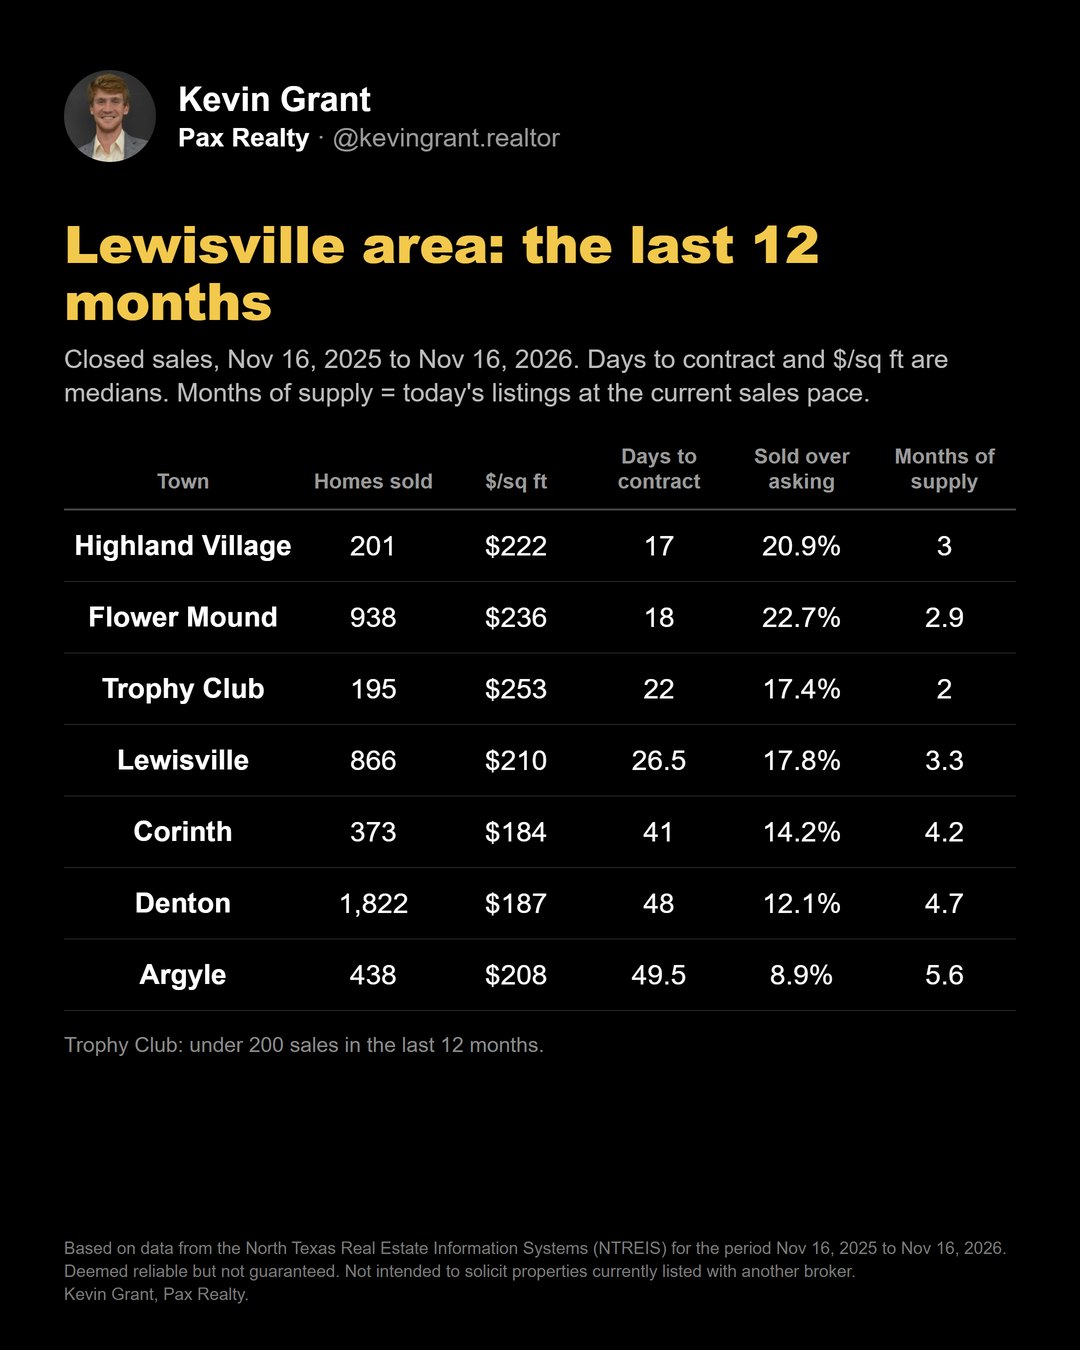 Kevin Grant
Pax Realty · @kevingrant.realtor
Lewisville area: the last 12
months
Closed sales, Nov 16, 2025 to Nov 16, 2026. Days to contract and $/sq ft are
medians. Months of supply = today's listings at the current sales pace.
Town Homes sold $/sq ft Days to contract Sold over asking Months of supply
Highland Village 201 $222 17 20.9% 3
Flower Mound 938 $236 18 22.7% 2.9
Trophy Club 195 $253 22 17.4% 2
Lewisville 866 $210 26.5 17.8% 3.3
Corinth 373 $184 41 14.2% 4.2
Denton 1,822 $187 48 12.1% 4.7
Argyle 438 $208 49.5 8.9% 5.6
Trophy Club: under 200 sales in the last 12 months.
Based on data from the North Texas Real Estate Information Systems (NTREIS) for the period Nov 16, 2025 to Nov 16, 2026.
Deemed reliable but not guaranteed. Not intended to solicit properties currently listed with another broker.
Kevin Grant, Pax Realty.